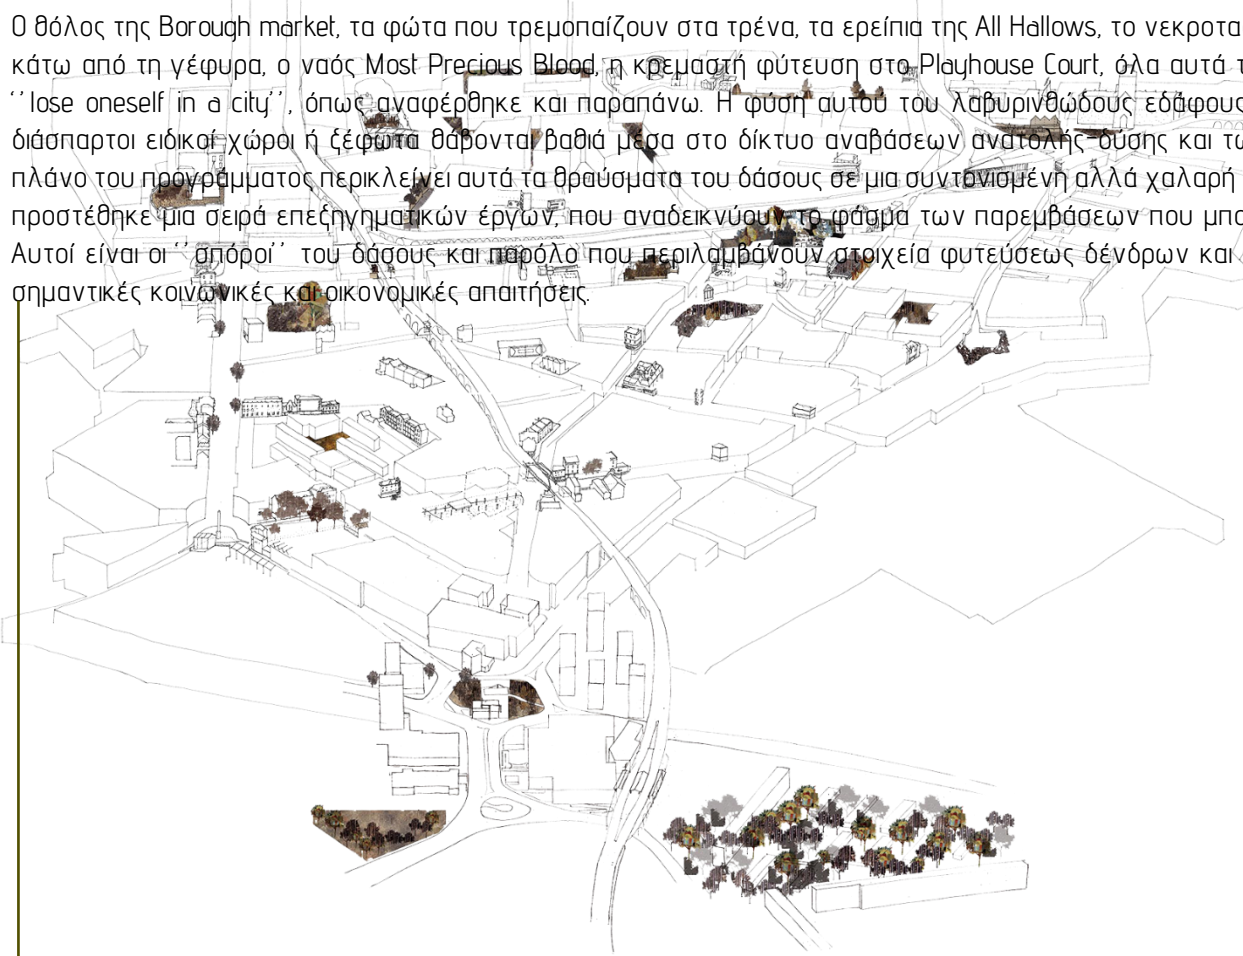 Ο θόλος της Borough market, τα φώτα που τρεμοπαίζουν στα τρένα, τα ερείπια της All Hallows, το νεκροτα
κάτω από τη γέφυρα, ο ναός Most Precious Blood, η κρεμαστή φύτευση στο Playhouse Court, όλα αυτά τ
‘’lose oneself in a city’’, όπως αναφέρθηκε και παραπάνω. Η φύση αυτού του λαβυρινθώδους εδάφους
διάσπαρτοι ειδικοί χώροι ή ξέφωτα θάβονται βαθιά μέσα στο δίκτυο αναβάσεων ανατολής-δύσης και τω
πλάνο του προγράμματος περικλείνει αυτά τα θραύσματα του δάσους σε μια συντονισμένη αλλά χαλαρή
προστέθηκε μια σειρά επεξηγηματικών έργων, που αναδεικνύουν το φάσμα των παρεμβάσεων που μπο
Αυτοί είναι οι ‘’σπόροι’’ του δάσους και παρόλο που περιλαμβάνουν στοιχεία φυτεύσεως δένδρων και
σημαντικές κοινωνικές και οικονομικές απαιτήσεις.